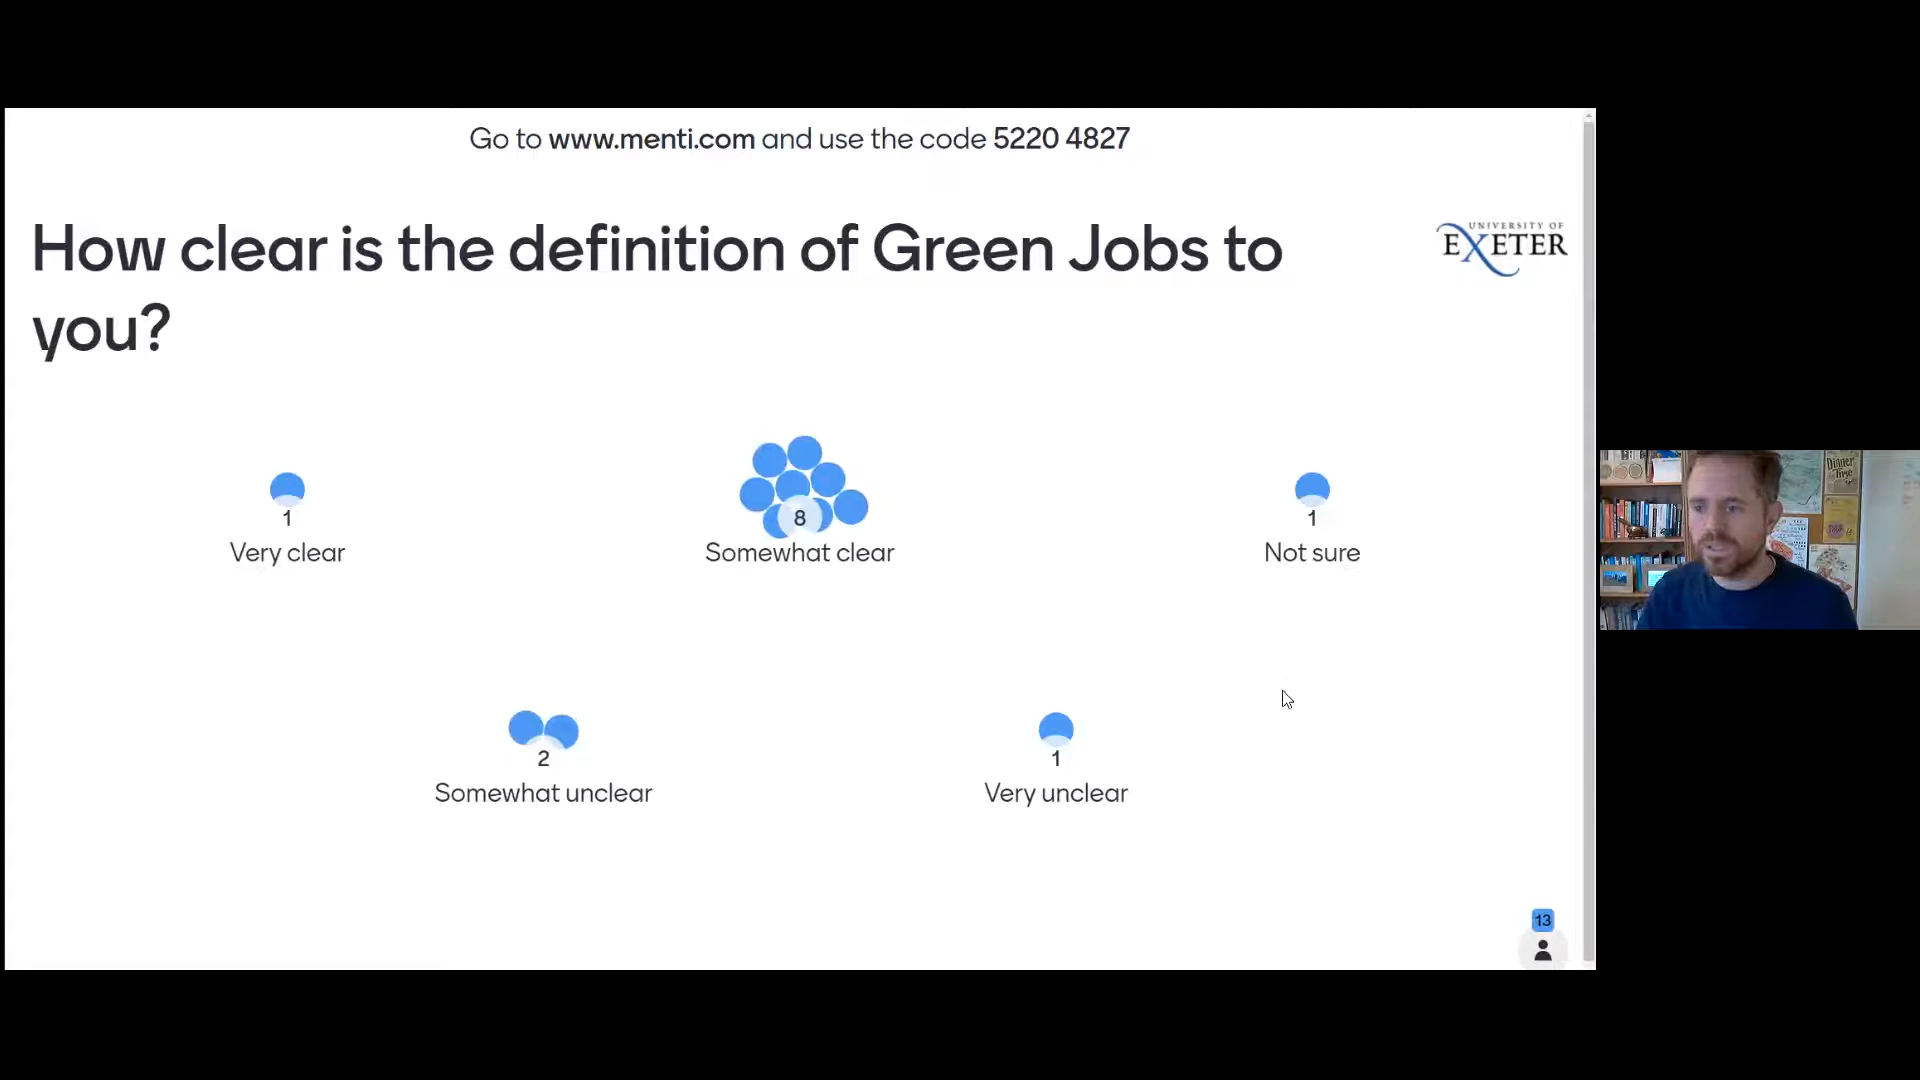 Go to www.menti.com and use the code 5220 4827
How clear is the definition of Green Jobs to
you?
UNIVERSITY OF
EXETER
1
Very clear
8
Somewhat clear
1
Not sure
2
Somewhat unclear
1
Very unclear
13
Dinner
Time